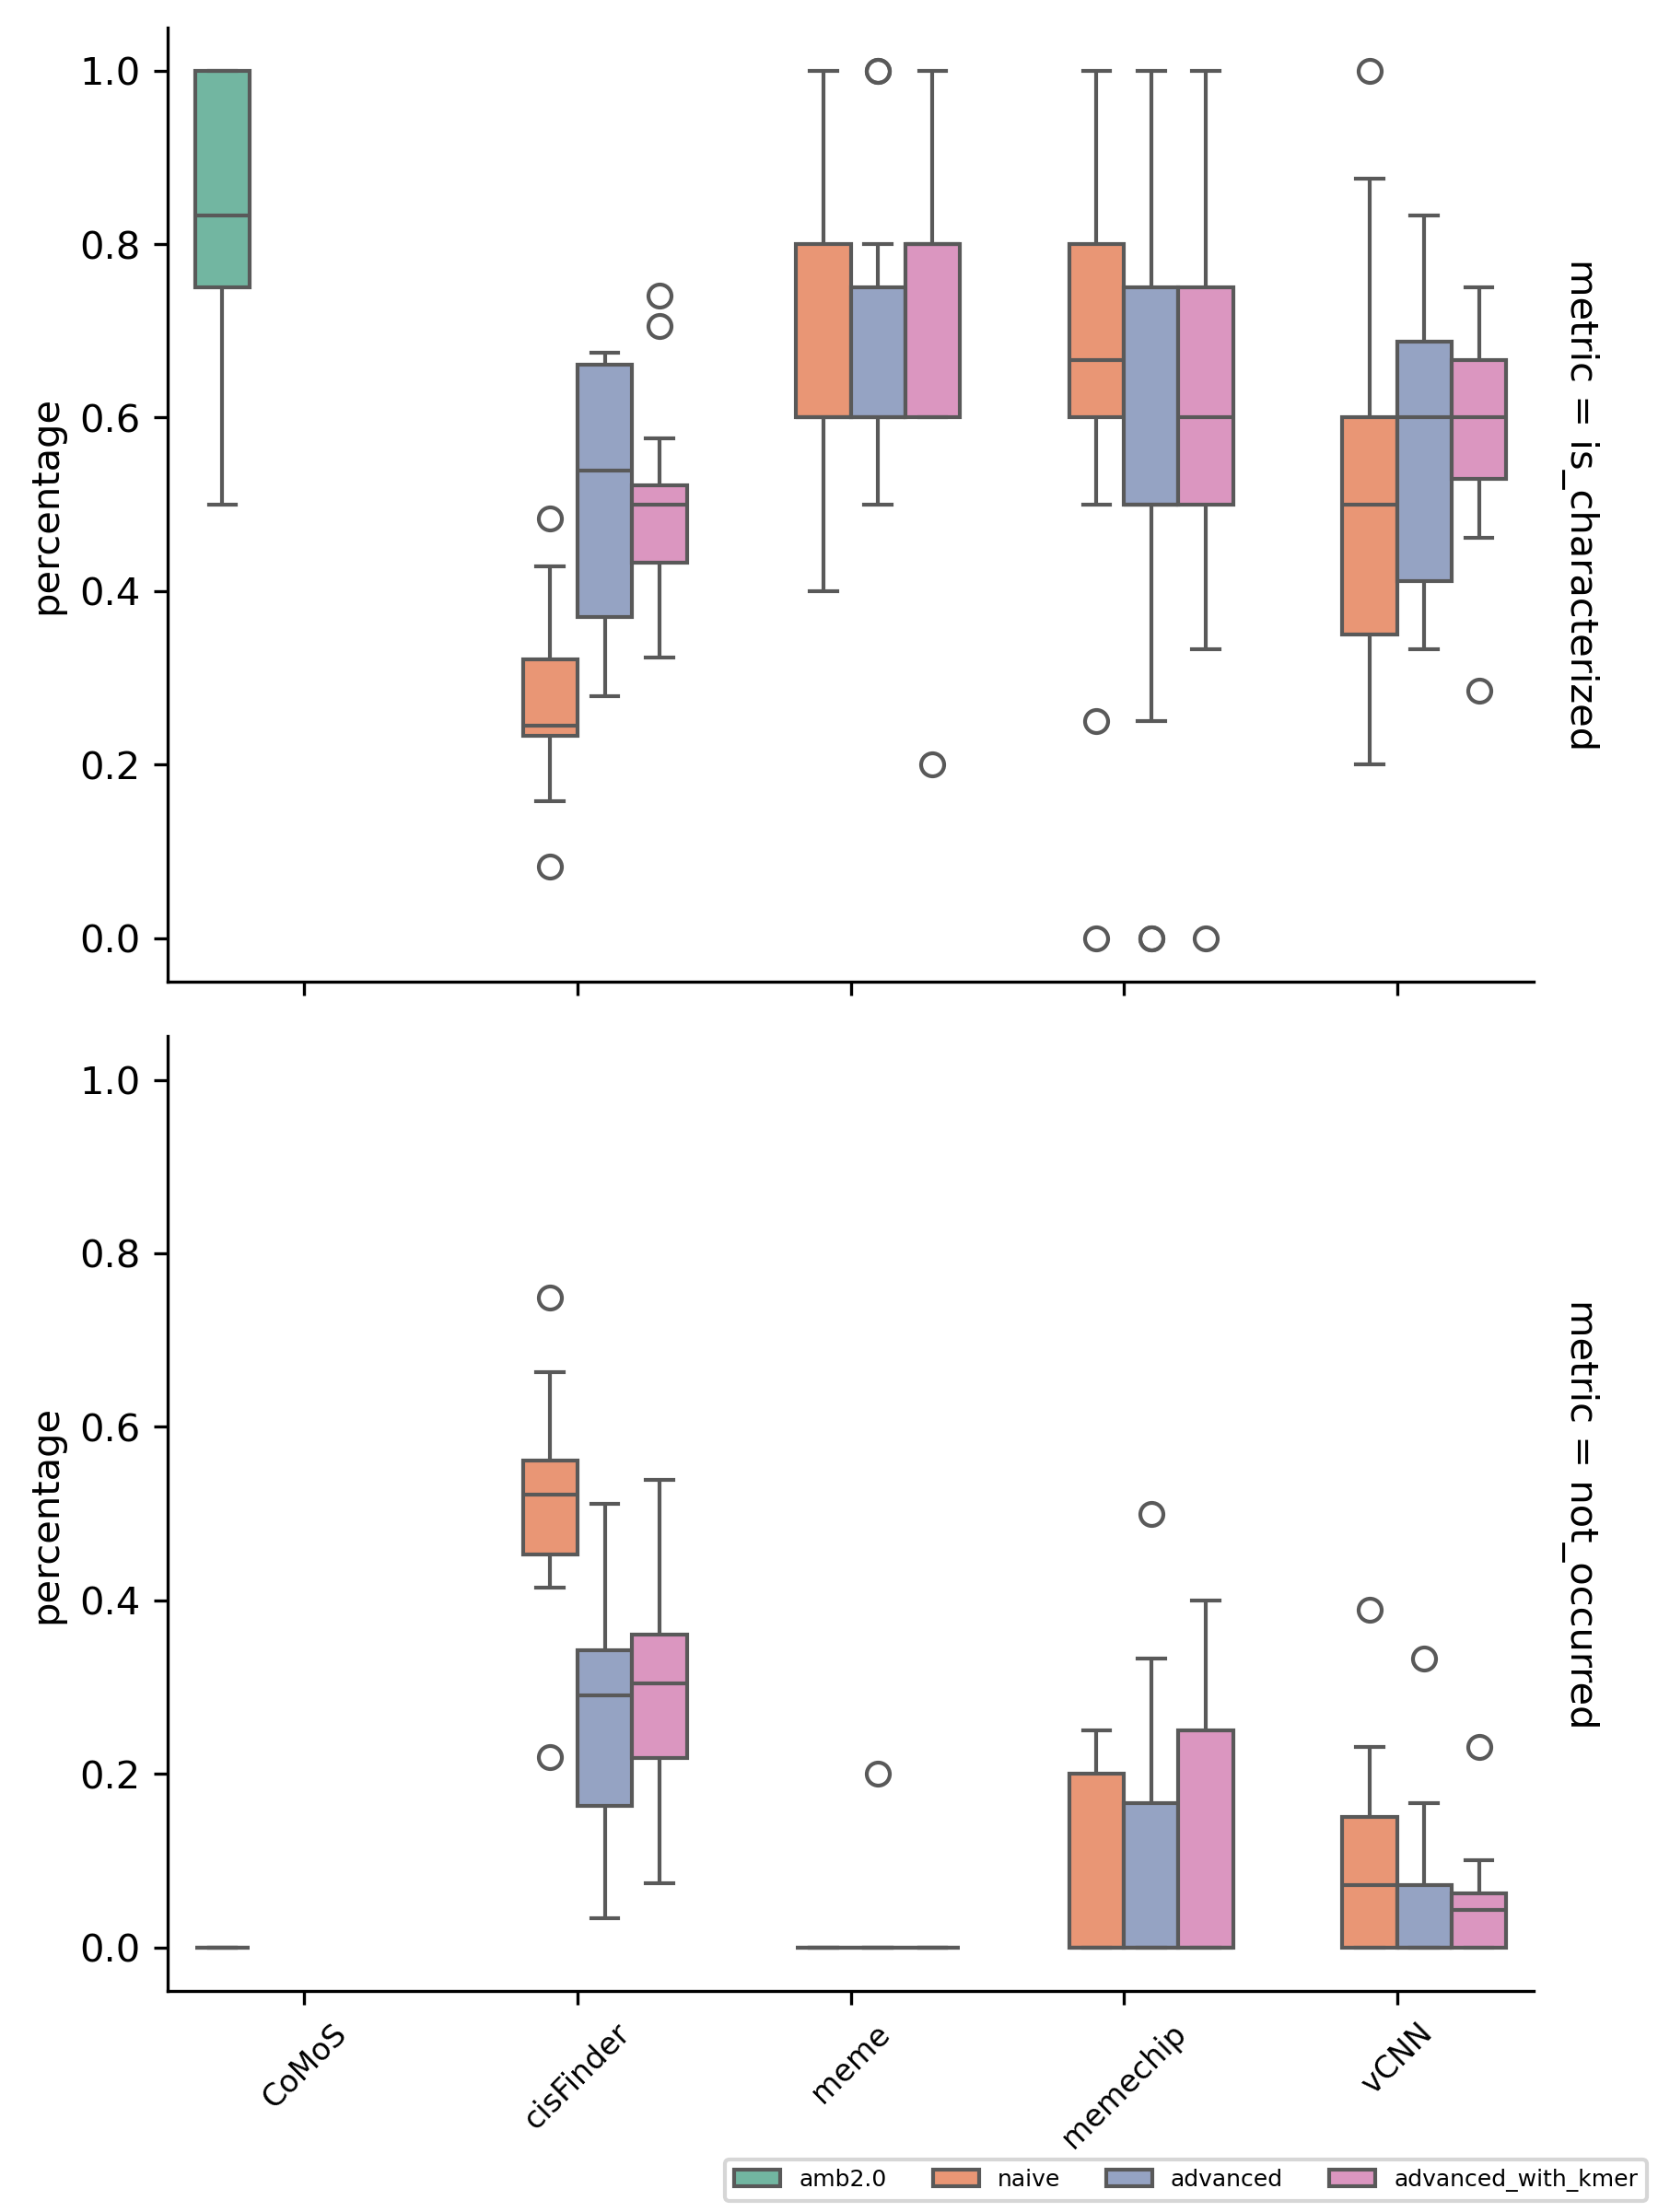 1.0
0.8
0.6
0.4
0.2
0.0
percentage
metric = is_characterized
1.0
0.8
0.6
0.4
0.2
0.0
percentage
metric = not_occurred
CoMoS
cisFinder
meme
memechip
vCNN
amb2.0 naive advanced advanced_with_kmer